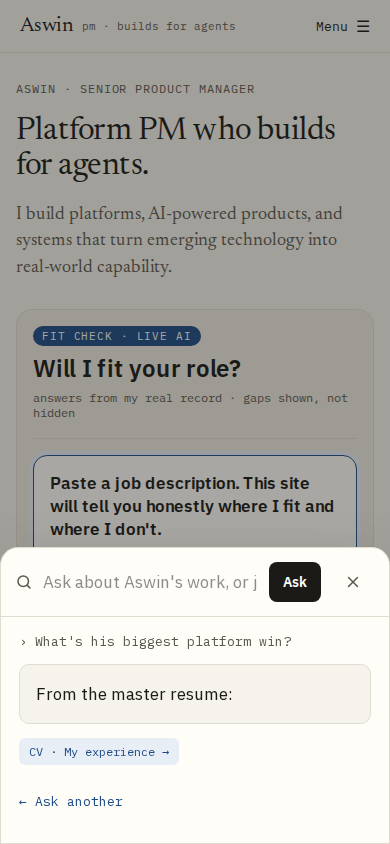 Aswin pm · builds for agents Menu ☰
ASWIN · SENIOR PRODUCT MANAGER
Platform PM who builds
for agents.
I build platforms, AI-powered products, and
systems that turn emerging technology into
real-world capability.
FIT CHECK · LIVE AI
Will I fit your role?
answers from my real record · gaps shown, not
hidden
Paste a job description. This site
will tell you honestly where I fit and
where I don't.
Ask about Aswin's work, or j Ask ×
› What's his biggest platform win?
From the master resume:
CV · My experience →
← Ask another